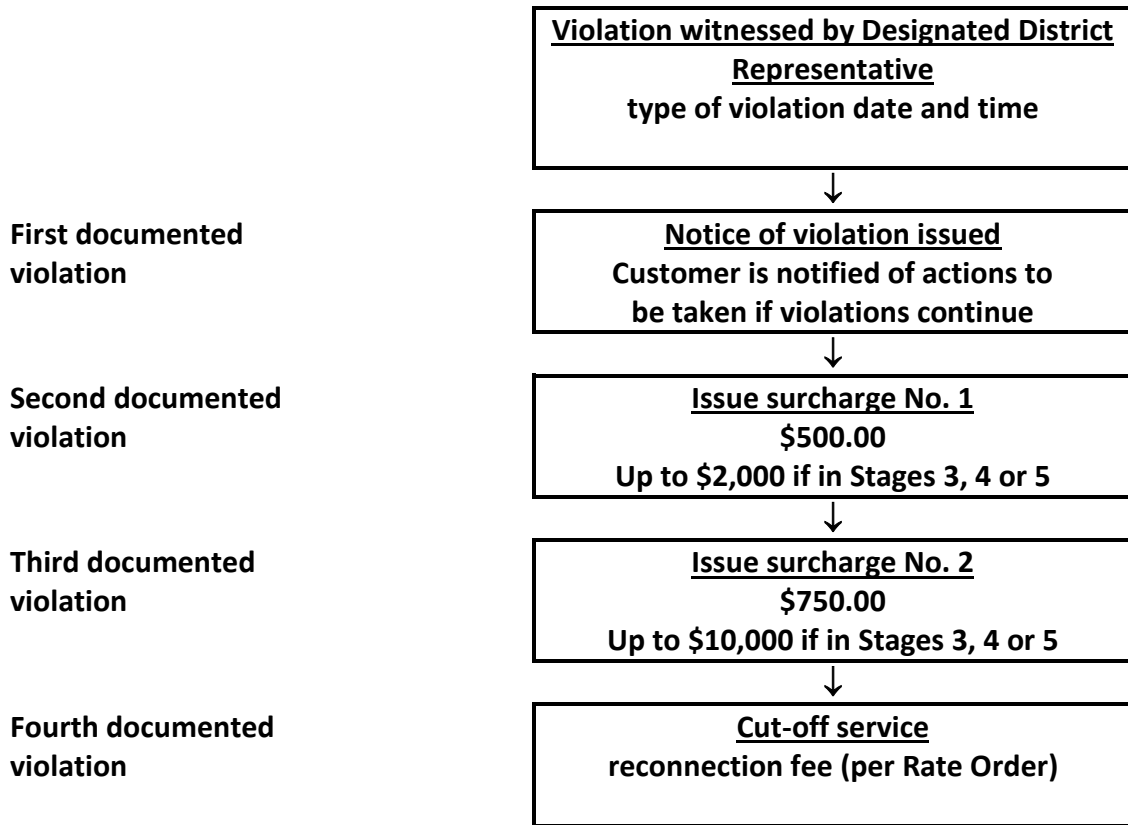 Violation witnessed by Designated District
Representative
type of violation date and time
↓
First documented
violation
Notice of violation issued
Customer is notified of actions to
be taken if violations continue
↓
Second documented
violation
Issue surcharge No. 1
$500.00
Up to $2,000 if in Stages 3, 4 or 5
↓
Third documented
violation
Issue surcharge No. 2
$750.00
Up to $10,000 if in Stages 3, 4 or 5
↓
Fourth documented
violation
Cut-off service
reconnection fee (per Rate Order)